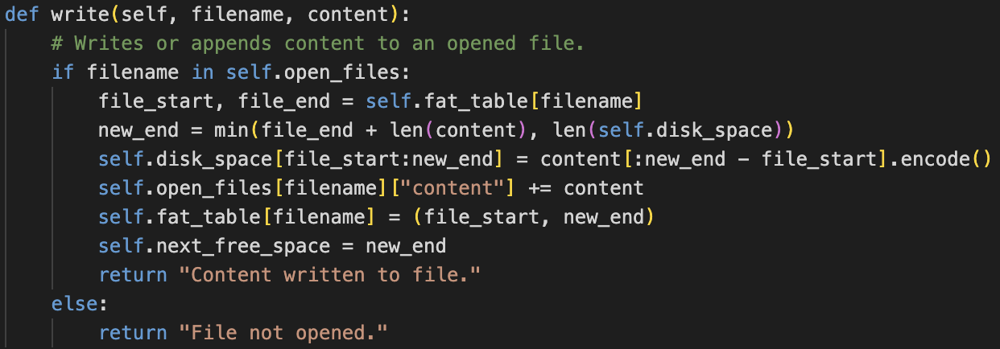 def write(self, filename, content):
    # Writes or appends content to an opened file.
    if filename in self.open_files:
        file_start, file_end = self.fat_table[filename]
        new_end = min(file_end + len(content), len(self.disk_space))
        self.disk_space[file_start:new_end] = content[:new_end - file_start].encode()
        self.open_files[filename]["content"] += content
        self.fat_table[filename] = (file_start, new_end)
        self.next_free_space = new_end
        return "Content written to file."
    else:
        return "File not opened."